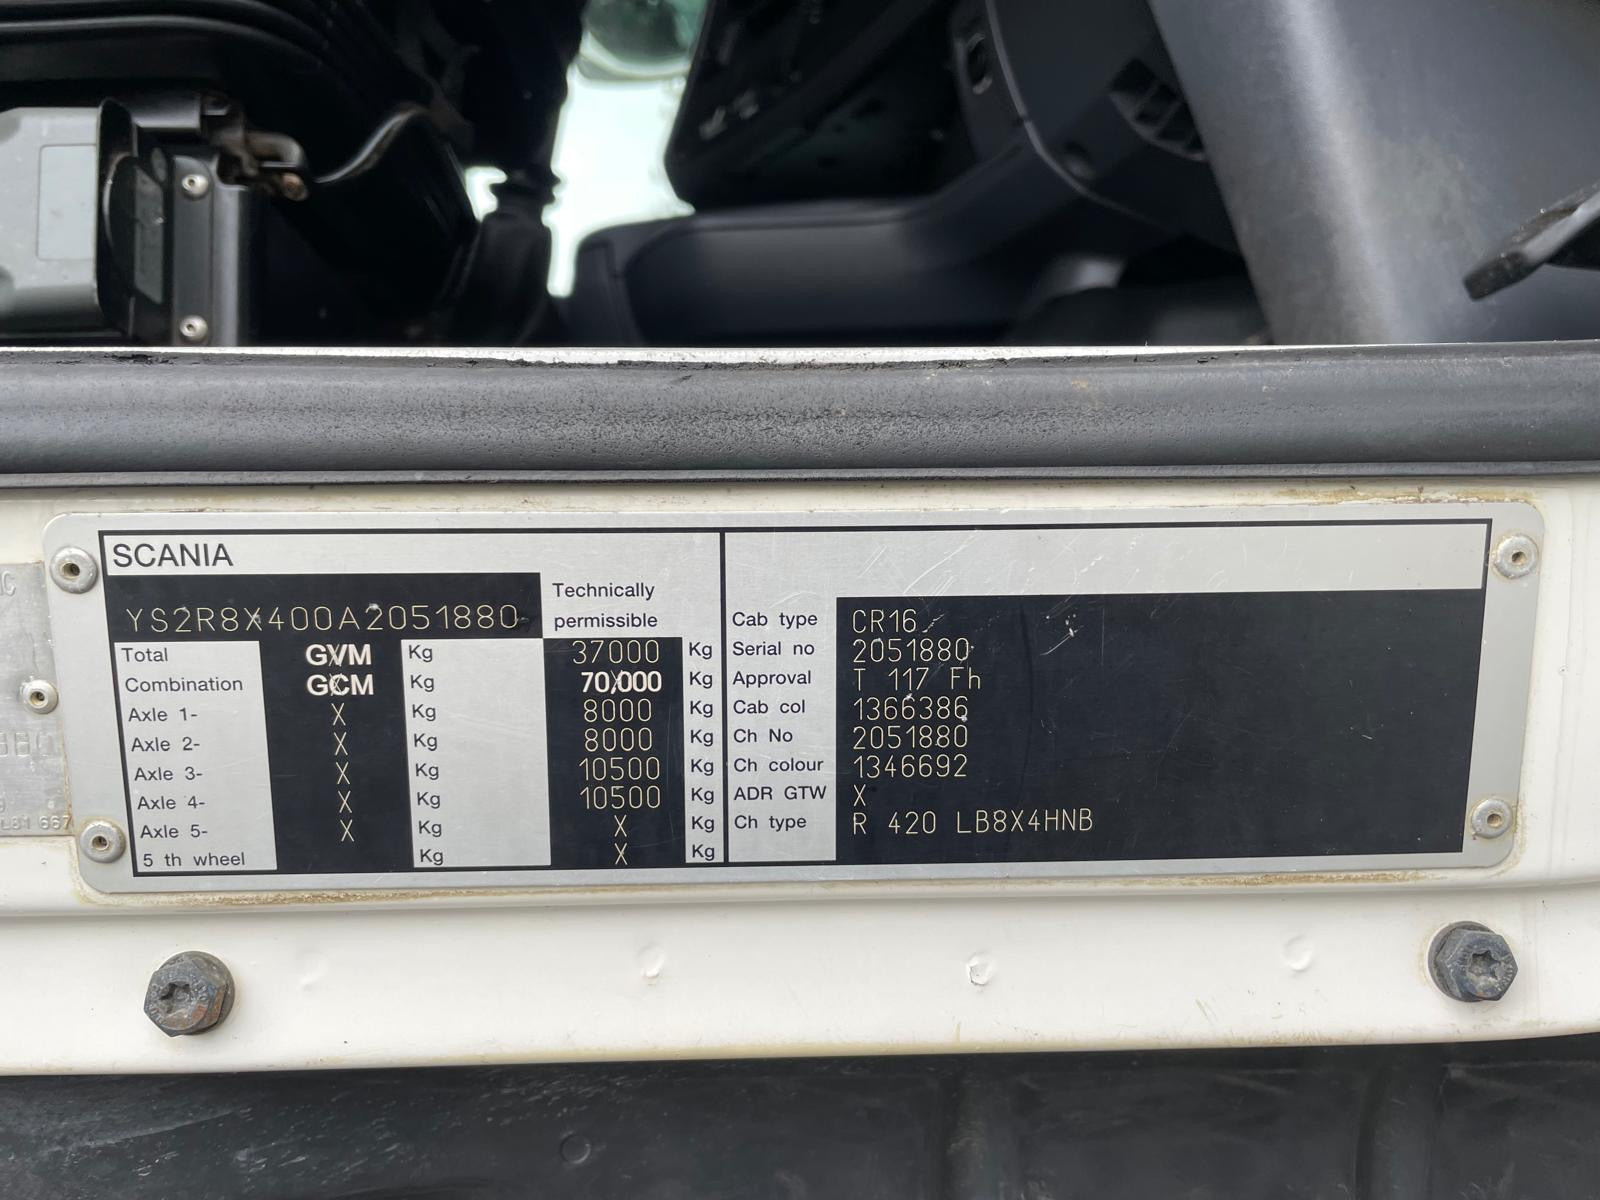 SCANIA
YS2R8X400A2051880
Technically
permissible
Total GVM Kg 37000 Kg
Combination GCM Kg 70,000 Kg
Axle 1- X Kg 8000 Kg
Axle 2- X Kg 8000 Kg
Axle 3- X Kg 10500 Kg
Axle 4- X Kg 10500 Kg
Axle 5- X Kg X Kg
5 th wheel Kg X Kg
Cab type CR16
Serial no 2051880
Approval T 117 Fh
Cab col 1366386
Ch No 2051880
Ch colour 1346692
ADR GTW X
Ch type R 420 LB8X4HNB